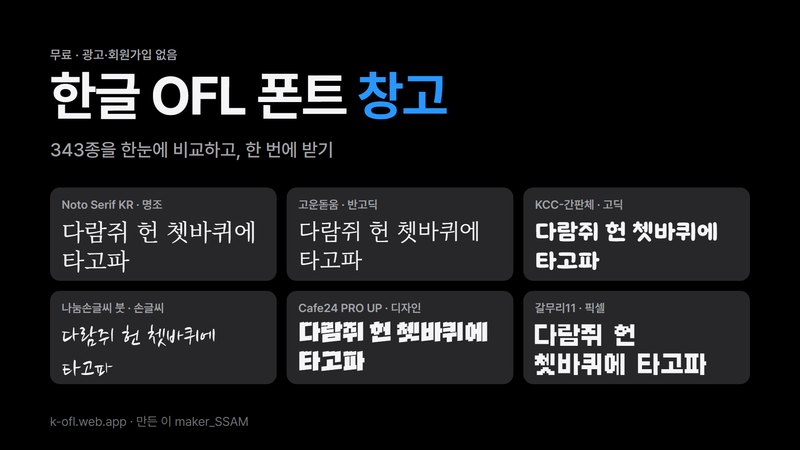 무료 · 광고·회원가입 없음
한글 OFL 폰트 창고
343종을 한눈에 비교하고, 한 번에 받기
Noto Serif KR · 명조
다람쥐 헌 쳇바퀴에
타고파
고운돋움 · 반고딕
다람쥐 헌 쳇바퀴에
타고파
KCC-간판체 · 고딕
다람쥐 헌 쳇바퀴에
타고파
나눔손글씨 붓 · 손글씨
다람쥐 헌 쳇바퀴에
타고파
Cafe24 PRO UP · 디자인
다람쥐 헌 쳇바퀴에
타고파
갈무리11 · 픽셀
다람쥐 헌
쳇바퀴에 타고파
k-ofl.web.app · 만든 이 maker_SSAM